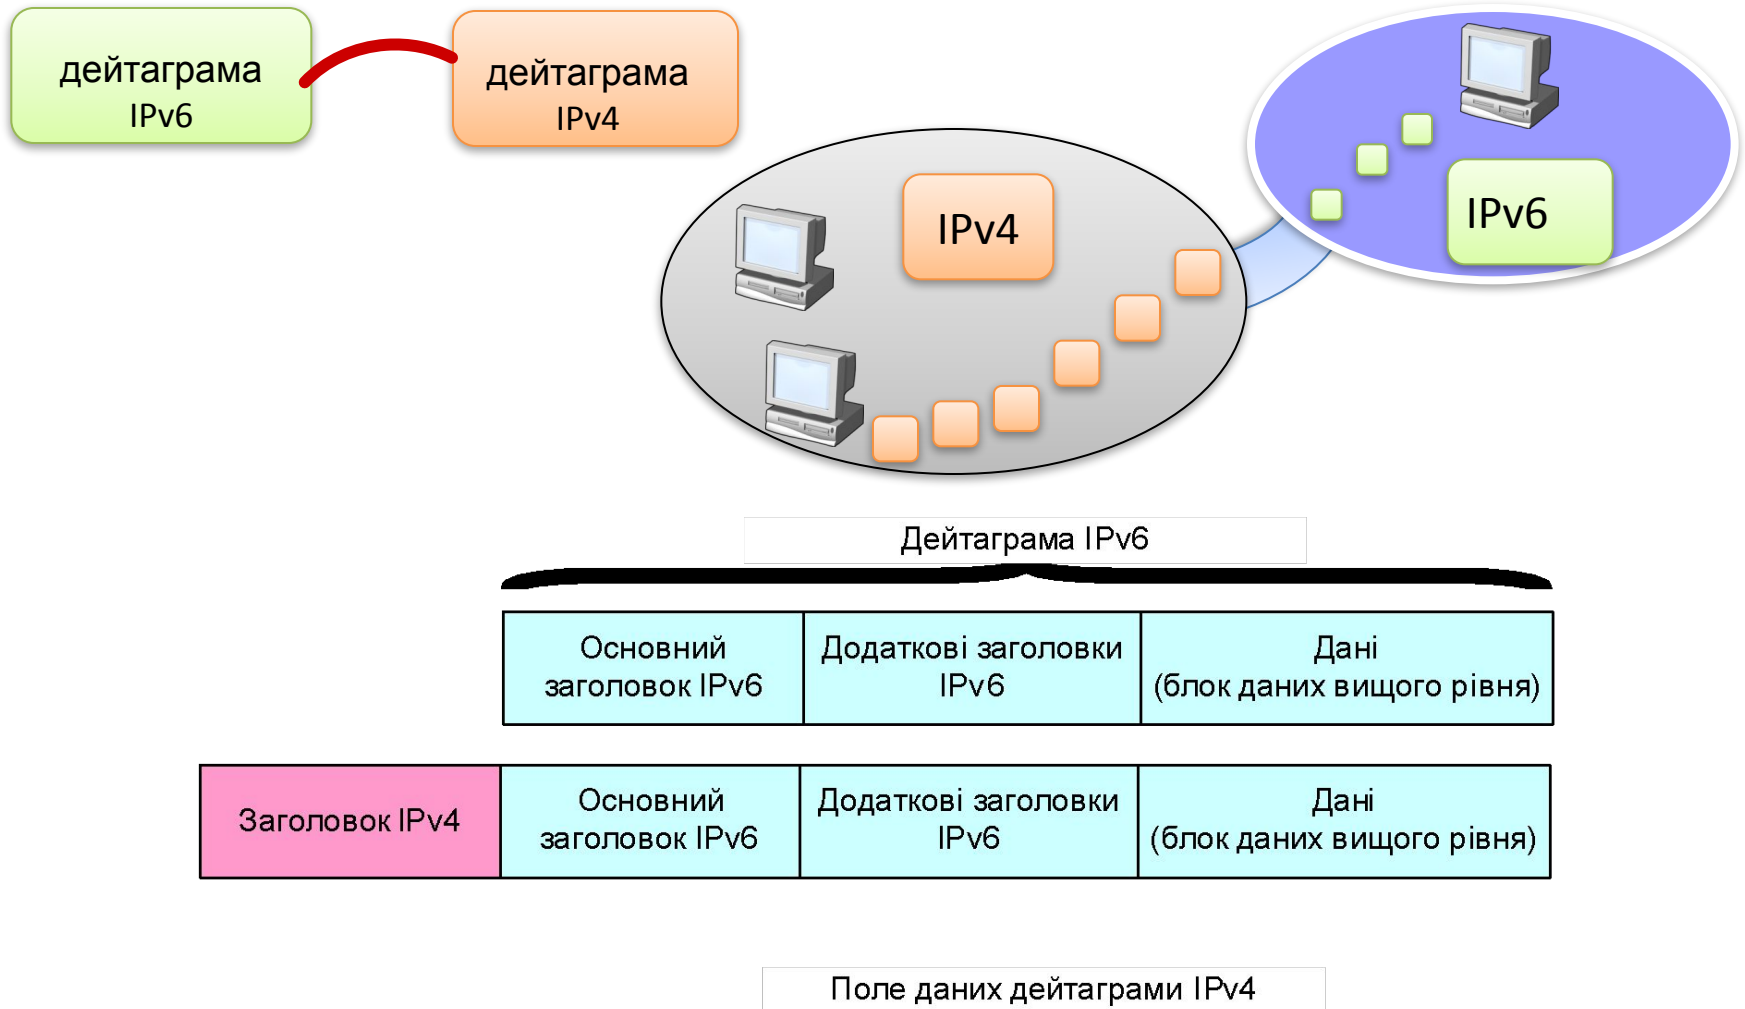 дейтаграма
IPv6
дейтаграма
IPv4
IPv4
IPv6
Дейтаграма IPv6
Основний
заголовок IPv6
Додаткові заголовки
IPv6
Дані
(блок даних вищого рівня)
Заголовок IPv4
Основний
заголовок IPv6
Додаткові заголовки
IPv6
Дані
(блок даних вищого рівня)
Поле даних дейтаграми IPv4